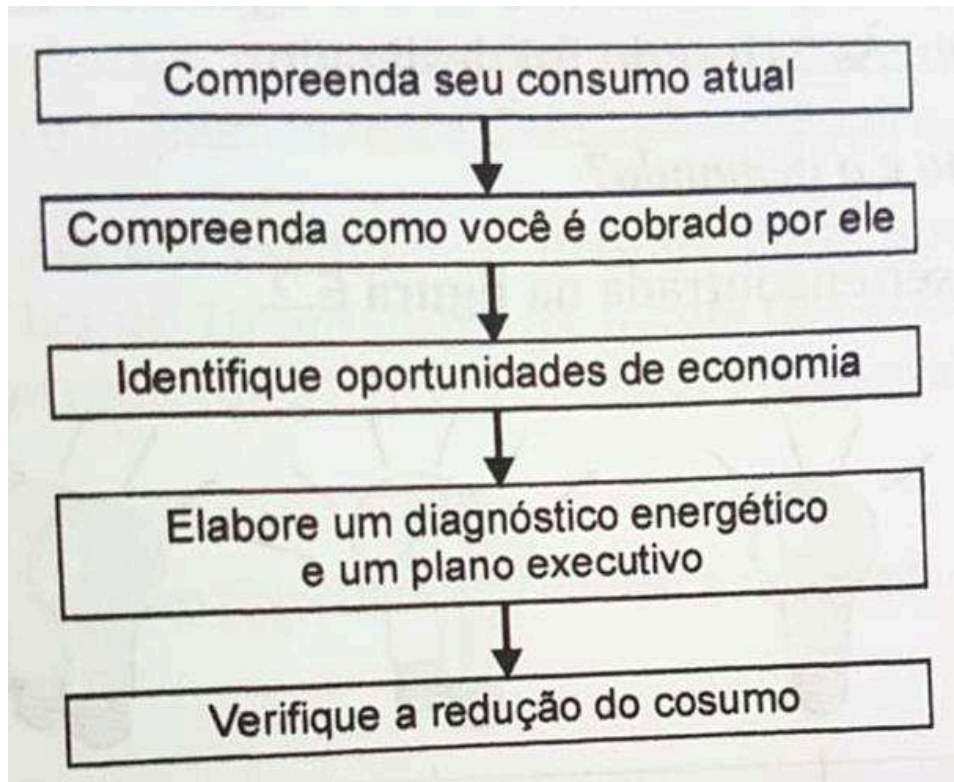 Compreenda seu consumo atual
Compreenda como você é cobrado por ele
Identifique oportunidades de economia
Elabore um diagnóstico energético
e um plano executivo
Verifique a redução do cosumo